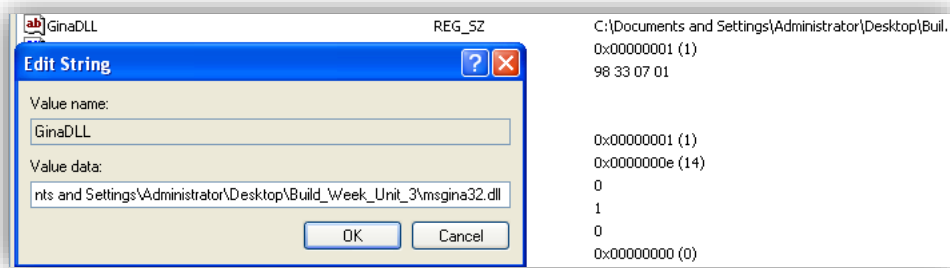 ab GinaDLL REG_SZ C:\Documents and Settings\Administrator\Desktop\Buil.
0x00000001 (1)
Edit String ?
98 33 07 01
Value name:
GinaDLL
0x00000001 (1)
Value data:
0x0000000e (14)
nts and Settings\Administrator\Desktop\Build_Week_Unit_3\msgina32.dll
0
1
OK Cancel
0
0x00000000 (0)